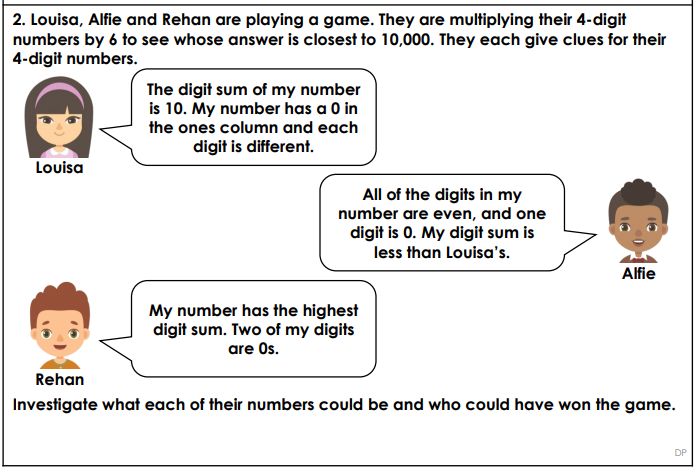 2. Louisa, Alfie and Rehan are playing a game. They are multiplying their 4-digit
numbers by 6 to see whose answer is closest to 10,000. They each give clues for their
4-digit numbers.
The digit sum of my number
is 10. My number has a 0 in
the ones column and each
digit is different.
Louisa
All of the digits in my
number are even, and one
digit is 0. My digit sum is
less than Louisa’s.
Alfie
My number has the highest
digit sum. Two of my digits
are 0s.
Rehan
Investigate what each of their numbers could be and who could have won the game.
DP